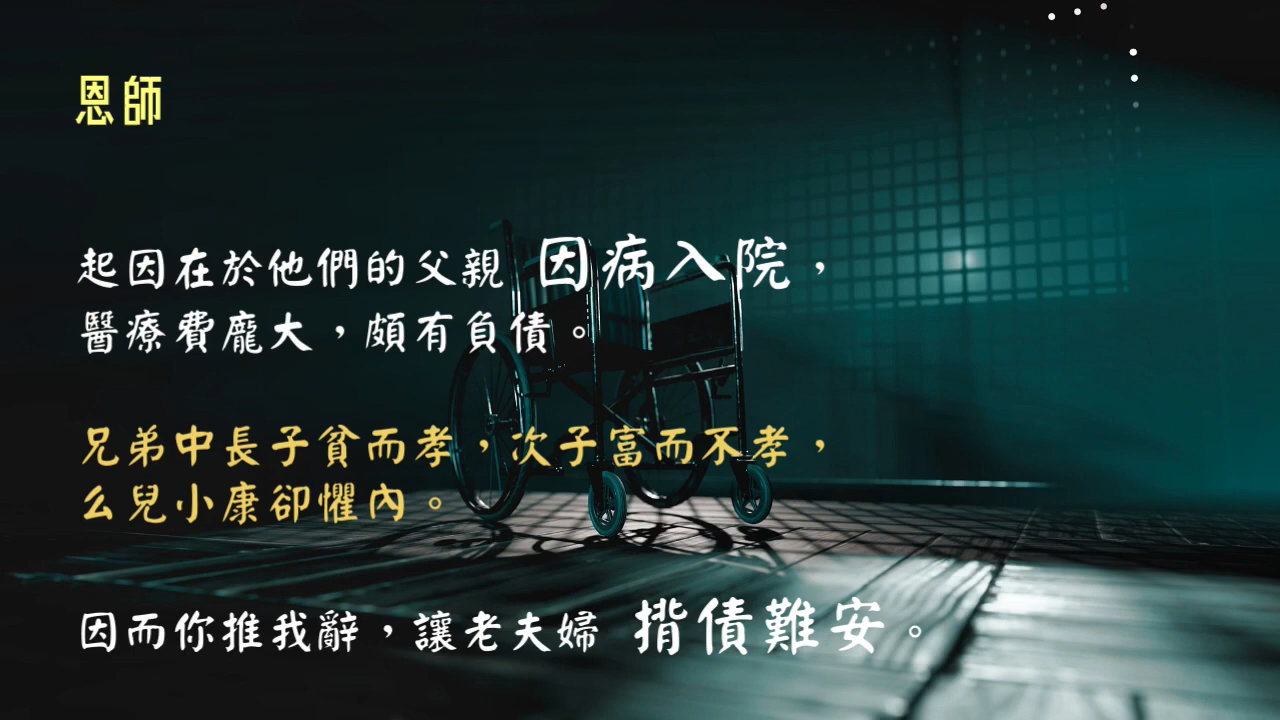 恩師
起因在於他們的父親 因病入院，
醫療費龐大，頗有負債。
兄弟中長子貧而孝，次子富而不孝，
么兒小康卻懼內。
因而你推我辭，讓老夫婦 揹債難安。